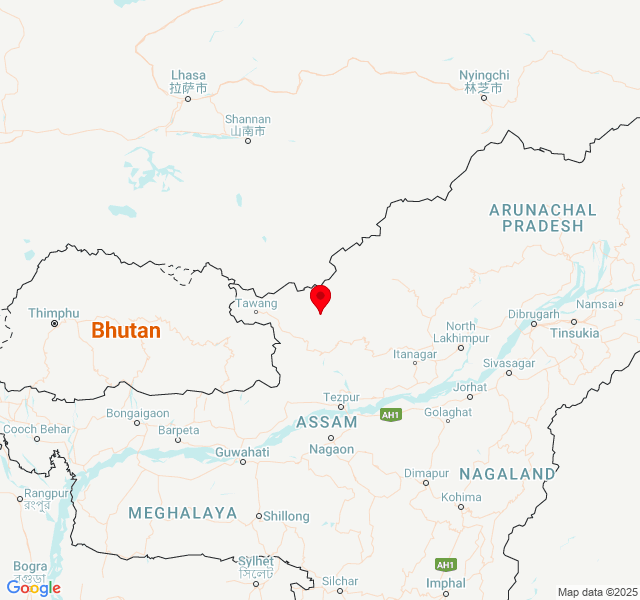 Lhasa
拉萨市
Nyingchi
林芝市
Shannan
山南市
ARUNACHAL
PRADESH
Tawang
Namsai
Thimphu
Bhutan
Dibrugarh
Tinsukia
North
Lakhimpur
Itanagar
Sivasagar
Tezpur
Jorhat
AH1
Golaghat
Bongaigaon
ASSAM
Cooch Behar
Barpeta
Nagaon
Guwahati
Dimapur
NAGALAND
Rangpur
রংপুর
Kohima
MEGHALAYA
Shillong
Bogra
বগুড়া
Sylhet
সিলেট
AH1
Silchar
Imphal
Google
Map data ©2025